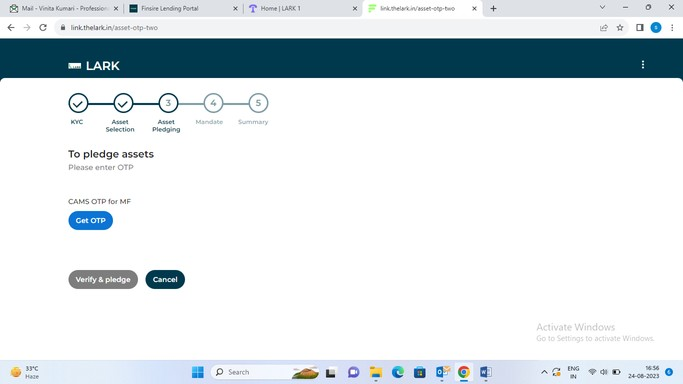 Mail - Vinita Kumari - Profession
Finsire Lending Portal
Home | LARK 1
link.thelark.in/asset-otp-two
link.thelark.in/asset-otp-two
S
LARK
3
4
5
KYC
Asset
Selection
Asset
Pledging
Mandate
Summary
To pledge assets
Please enter OTP
CAMS OTP for MF
Get OTP
Verify & pledge
Cancel
Activate Windows
Go to Settings to activate Windows.
33°C
Haze
Search
ENG
IN
16:56
24-08-2023